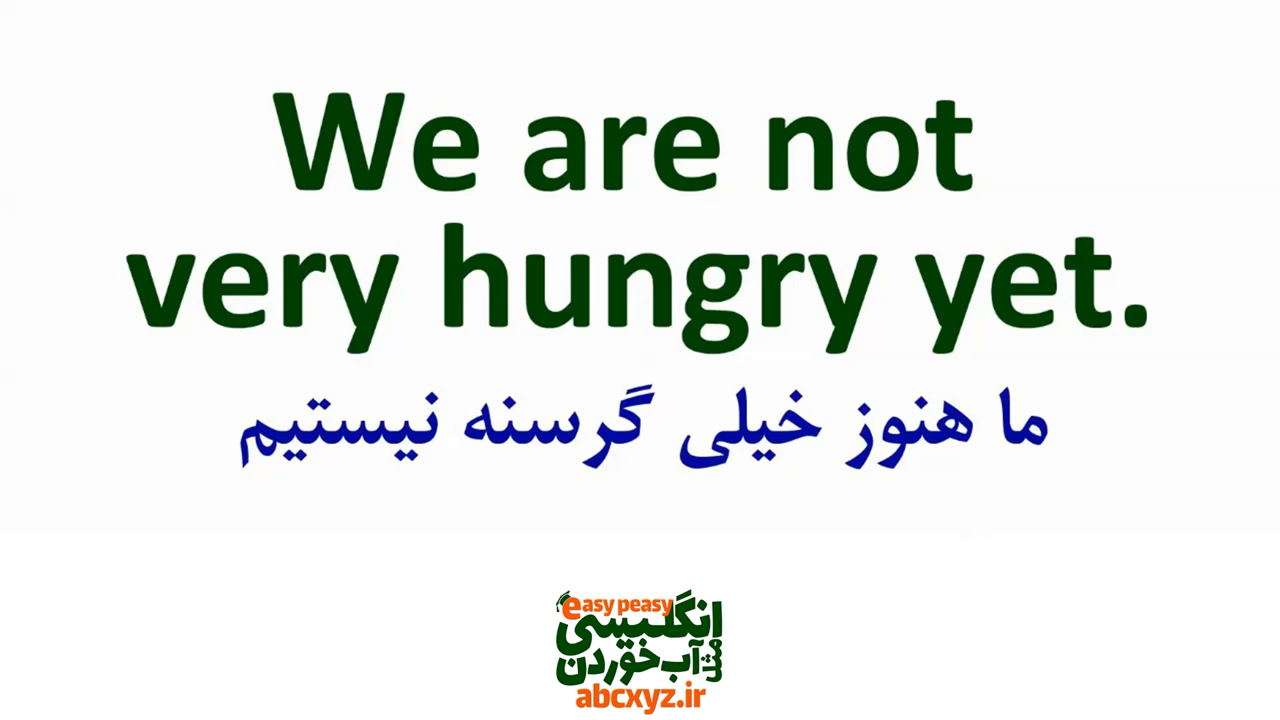 We are not
very hungry yet.
ما هنوز خیلی گرسنه نیستیم
easy peasy
انگلیسی
مثل آب خوردن
abcxyz.ir